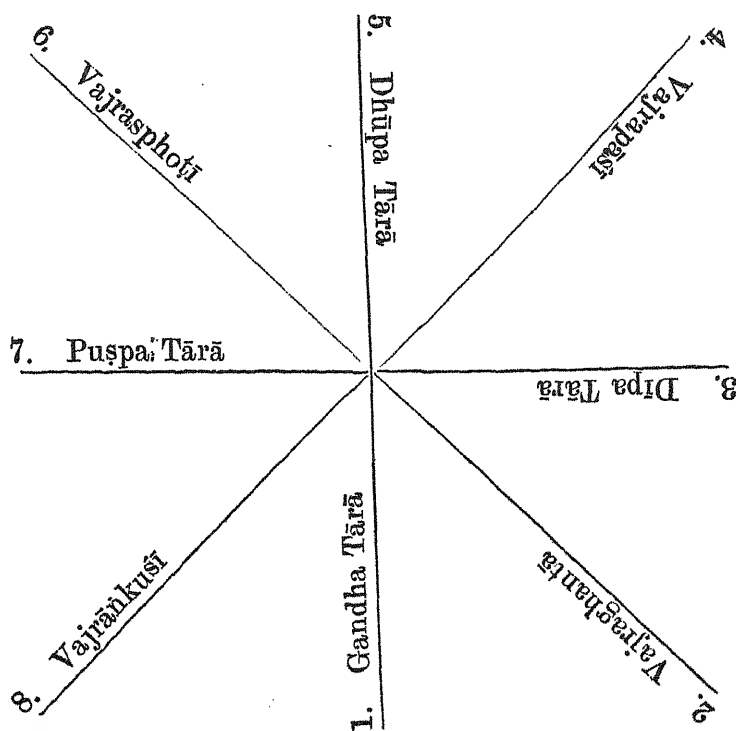 1. Gandha Tārā
2. Vajraghantā
3. Dīpa Tārā
4. Vajrapāśī
5. Dhūpa Tārā
6. Vajrasphoṭī
7. Puṣpa Tārā
8. Vajrāṅkuśī